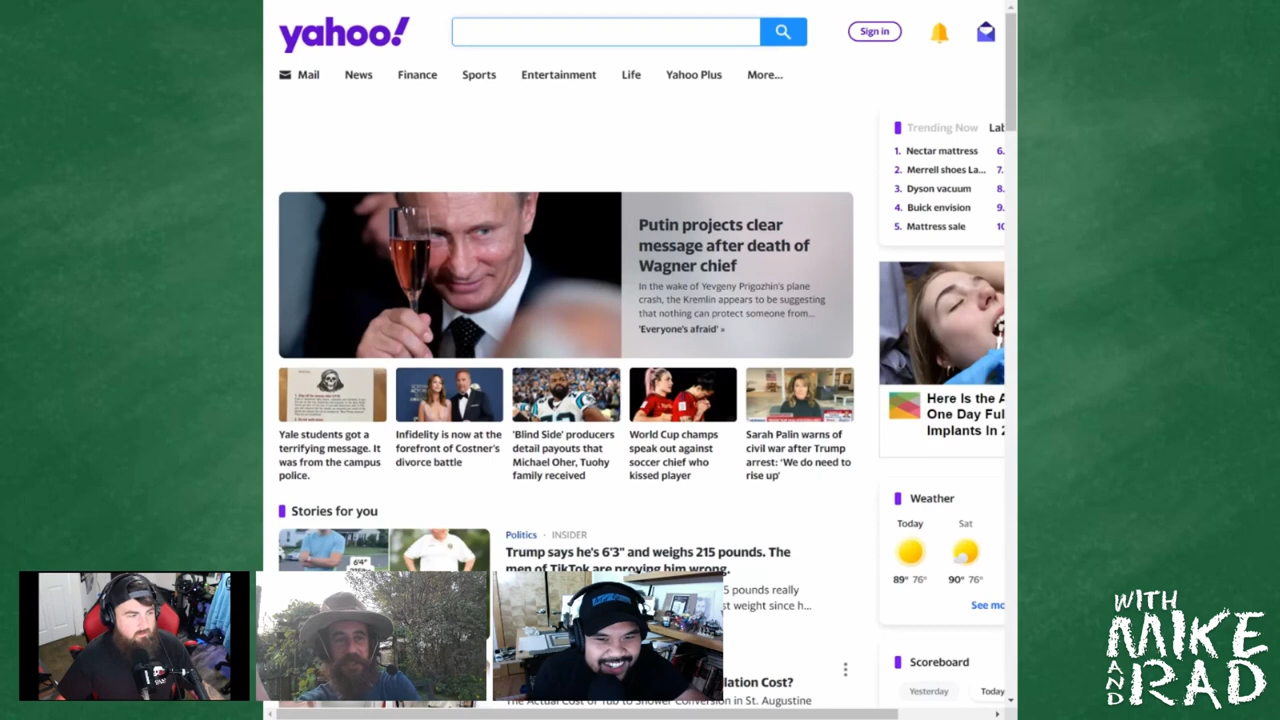 yahoo!
Sign in
Mail News Finance Sports Entertainment Life Yahoo Plus More...
Trending Now
1. Nectar mattress 6.
2. Merrell shoes La... 7.
3. Dyson vacuum 8.
4. Buick envision 9.
5. Mattress sale 10
Putin projects clear
message after death of
Wagner chief
In the wake of Yevgeny Prigozhin's plane
crash, the Kremlin appears to be suggesting
that nothing can protect someone from...
'Everyone's afraid' »
Here Is the A
One Day Ful
Implants In 2
Yale students got a
terrifying message. It
was from the campus
police.
Infidelity is now at the
forefront of Costner's
divorce battle
'Blind Side' producers
detail payouts that
Michael Oher, Tuohy
family received
World Cup champs
speak out against
soccer chief who
kissed player
Sarah Palin warns of
civil war after Trump
arrest: 'We do need to
rise up'
Stories for you
Politics · INSIDER
Trump says he's 6'3" and weighs 215 pounds. The
men of TikTok are proving him wrong.
5 pounds really
st weight since h...
6'4"
Weather
Today Sat
89° 76° 90° 76°
See mo
Scoreboard
Yesterday Today
lation Cost?
The Actual Cost of Tub to Shower Conversion in St. Augustine
WITH
MIKE
AND
RAD